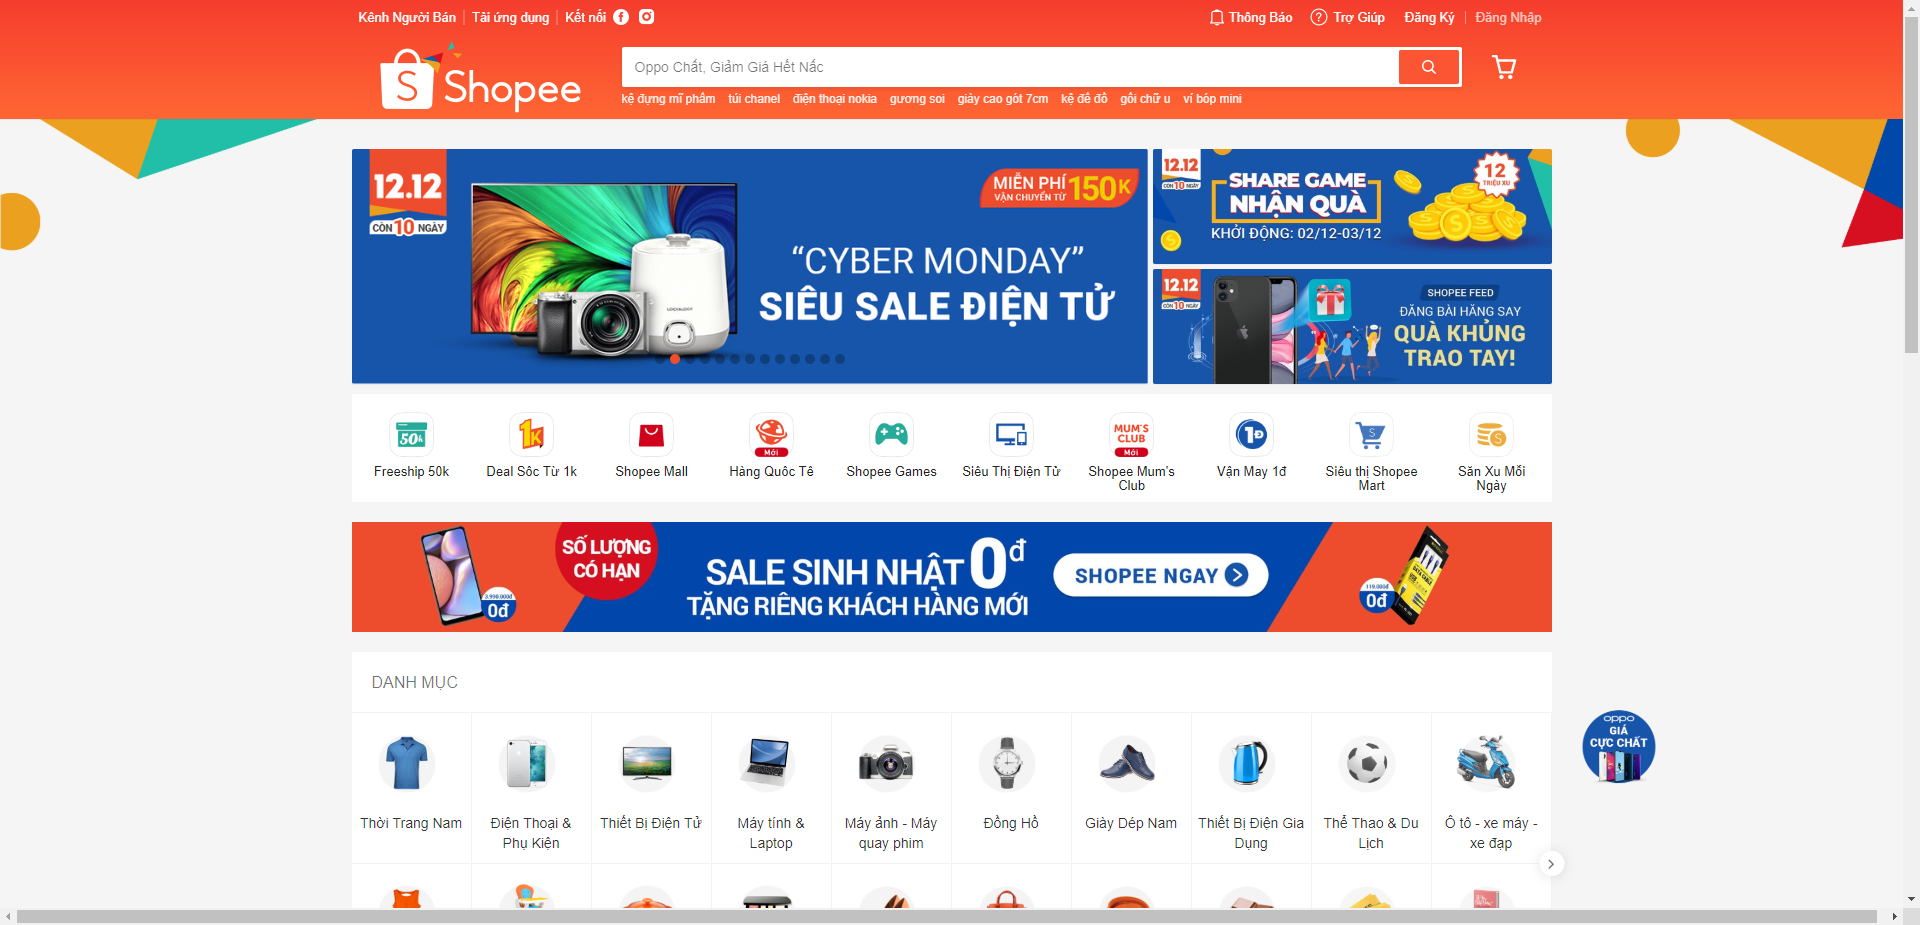 Kênh Người Bán
Tải ứng dụng
Kết nối
Thông Báo
Trợ Giúp
Đăng Ký
Đăng Nhập
Shopee
Oppo Chất, Giảm Giá Hết Nấc
kệ đựng mĩ phẩm túi chanel điện thoại nokia gương soi giày cao gót 7cm kệ để đồ gối chữ u ví bóp mini
12.12
CÒN 10 NGÀY
MIỄN PHÍ
VẬN CHUYỂN TỪ
150K
"CYBER MONDAY"
SIÊU SALE ĐIỆN TỬ
LOCK&LOCK
12.12
CÒN 10 NGÀY
SHARE GAME
NHẬN QUÀ
KHỞI ĐỘNG: 02/12-03/12
12
TRIỆU XU
12.12
CÒN 10 NGÀY
SHOPEE FEED
ĐĂNG BÀI HĂNG SAY
QUÀ KHỦNG
TRAO TAY!
50k
1K
Mới
MUM'S
CLUB
Mới
1Đ
Freeship 50k
Deal Sốc Từ 1k
Shopee Mall
Hàng Quốc Tế
Shopee Games
Siêu Thị Điện Tử
Shopee Mum's
Club
Vận May 1đ
Siêu thị Shopee
Mart
Săn Xu Mỗi
Ngày
3.990.000đ
0đ
SỐ LƯỢNG
CÓ HẠN
SALE SINH NHẬT 0đ
TẶNG RIÊNG KHÁCH HÀNG MỚI
SHOPEE NGAY
119.000đ
0đ
DATA CABLE
DANH MỤC
oppo
GIÁ
CỰC CHẤT
Thời Trang Nam
Điện Thoại &
Phụ Kiện
Thiết Bị Điện Tử
Máy tính &
Laptop
Máy ảnh - Máy
quay phim
Đồng Hồ
Giày Dép Nam
Thiết Bị Điện Gia
Dụng
Thể Thao & Du
Lịch
Ô tô - xe máy -
xe đạp